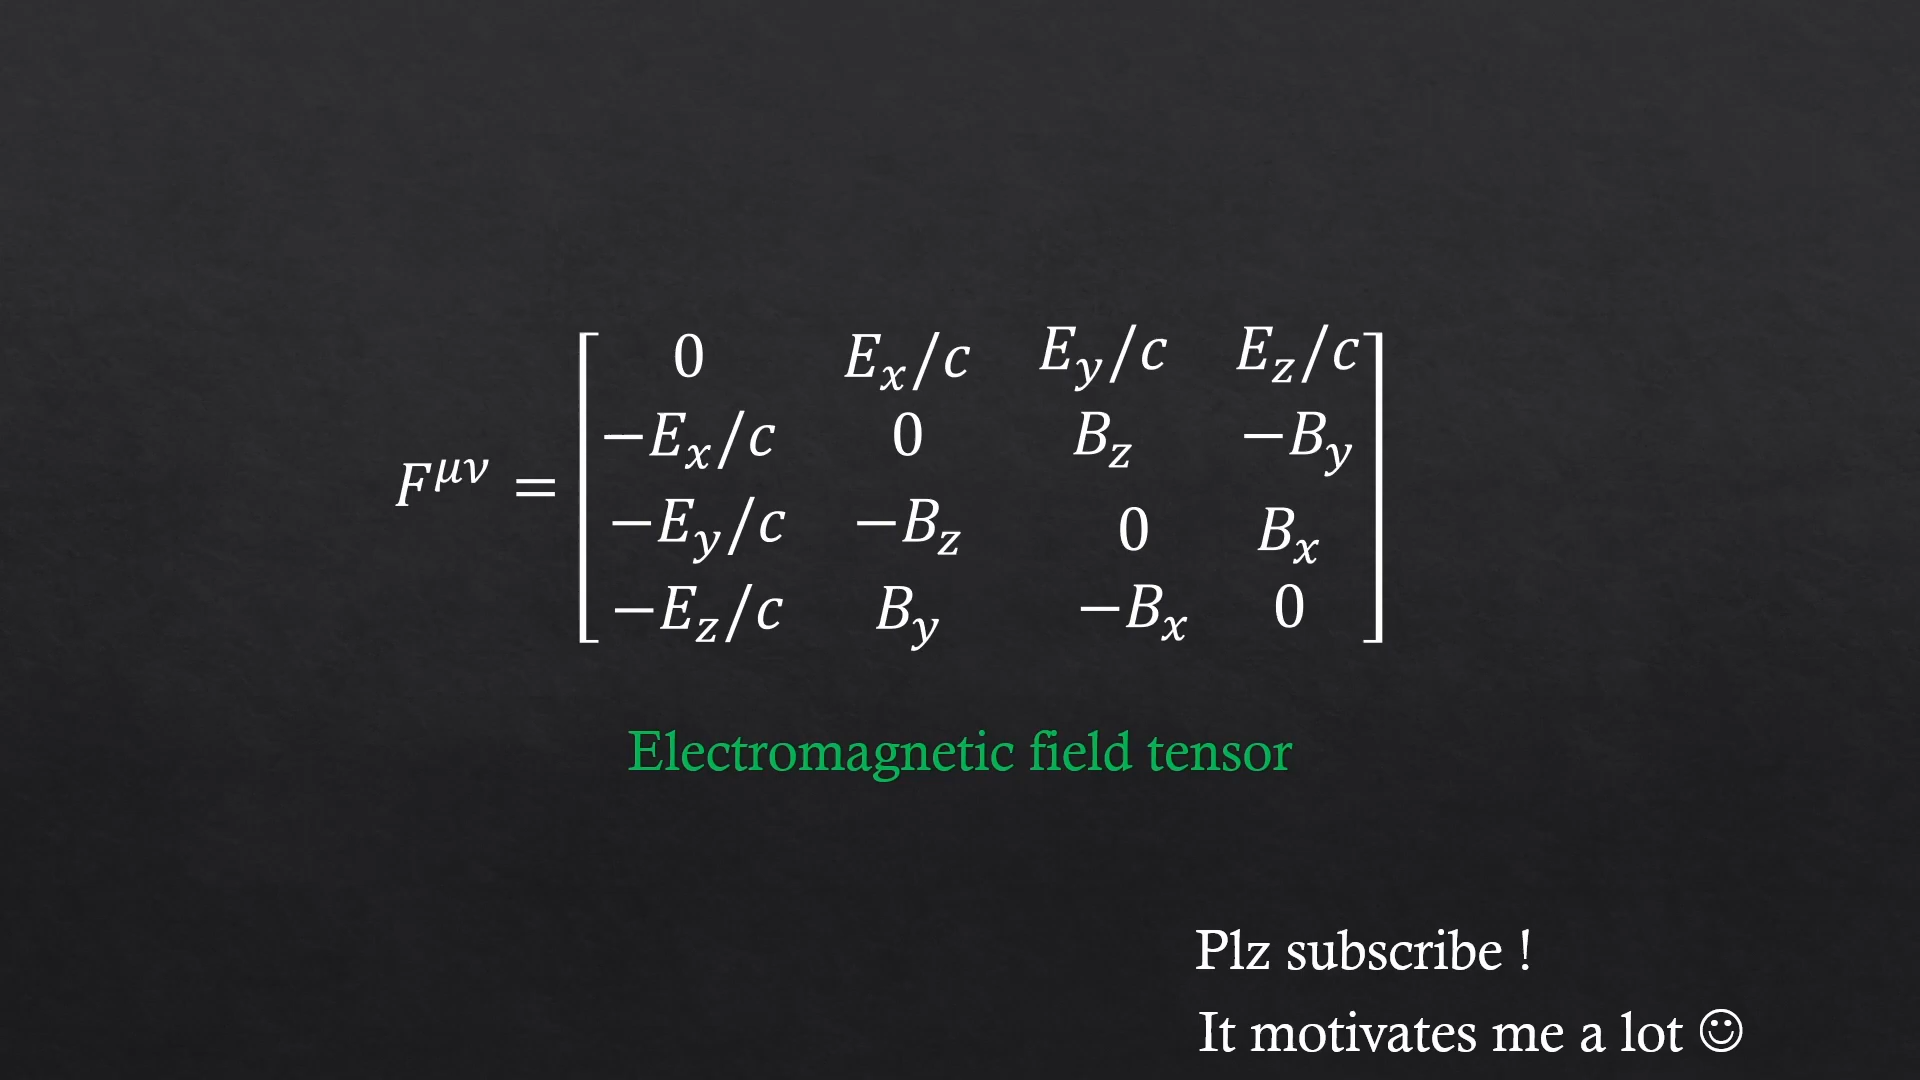 F^{μν} = [ 0 E_x/c E_y/c E_z/c
−E_x/c 0 B_z −B_y
−E_y/c −B_z 0 B_x
−E_z/c B_y −B_x 0 ]
Electromagnetic field tensor
Plz subscribe !
It motivates me a lot ☺